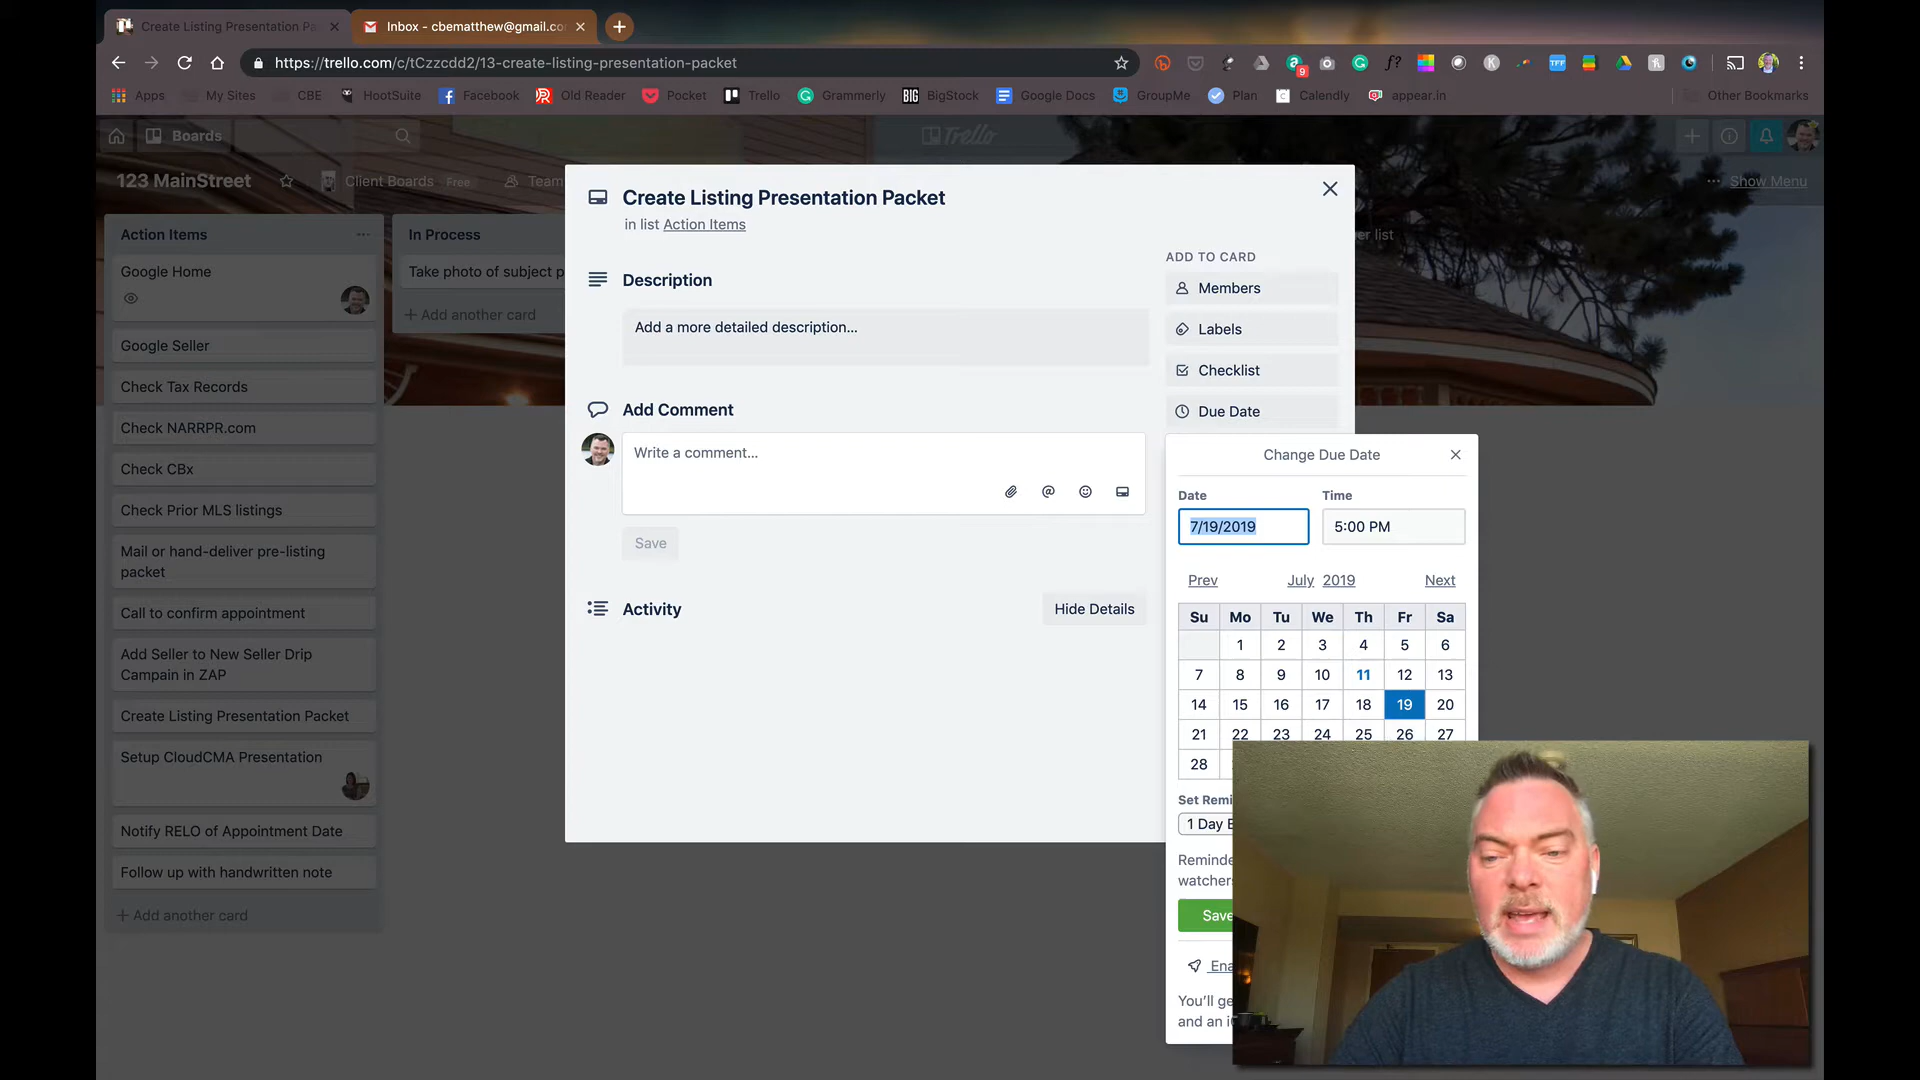 Create Listing Presentation P
Inbox - cbematthew@gmail.co
https://trello.com/c/tCzzcdd2/13-create-listing-presentation-packet
9
f?
K
TFF
Apps
My Sites
CBE
HootSuite
Facebook
Old Reader
Pocket
Trello
Grammerly
BIG
BigStock
Google Docs
GroupMe
Plan
Calendly
appear.in
Other Bookmarks
Boards
Trello
123 MainStreet
Client Boards
Free
Team
Show Menu
Action Items
Google Home
Google Seller
Check Tax Records
Check NARRPR.com
Check CBx
Check Prior MLS listings
Mail or hand-deliver pre-listing
packet
Call to confirm appointment
Add Seller to New Seller Drip
Campain in ZAP
Create Listing Presentation Packet
Setup CloudCMA Presentation
Notify RELO of Appointment Date
Follow up with handwritten note
+ Add another card
In Process
Take photo of subject p
+ Add another card
er list
Create Listing Presentation Packet
in list Action Items
Description
Add a more detailed description...
Add Comment
Write a comment...
Save
Activity
Hide Details
ADD TO CARD
Members
Labels
Checklist
Due Date
Change Due Date
Date
Time
7/19/2019
5:00 PM
Prev
July 2019
Next
Su Mo Tu We Th Fr Sa
1 2 3 4 5 6
7 8 9 10 11 12 13
14 15 16 17 18 19 20
21 22 23 24 25 26 27
28
Set Remi
1 Day B
Reminde
watchers
Save
Ena
You'll ge
and an i